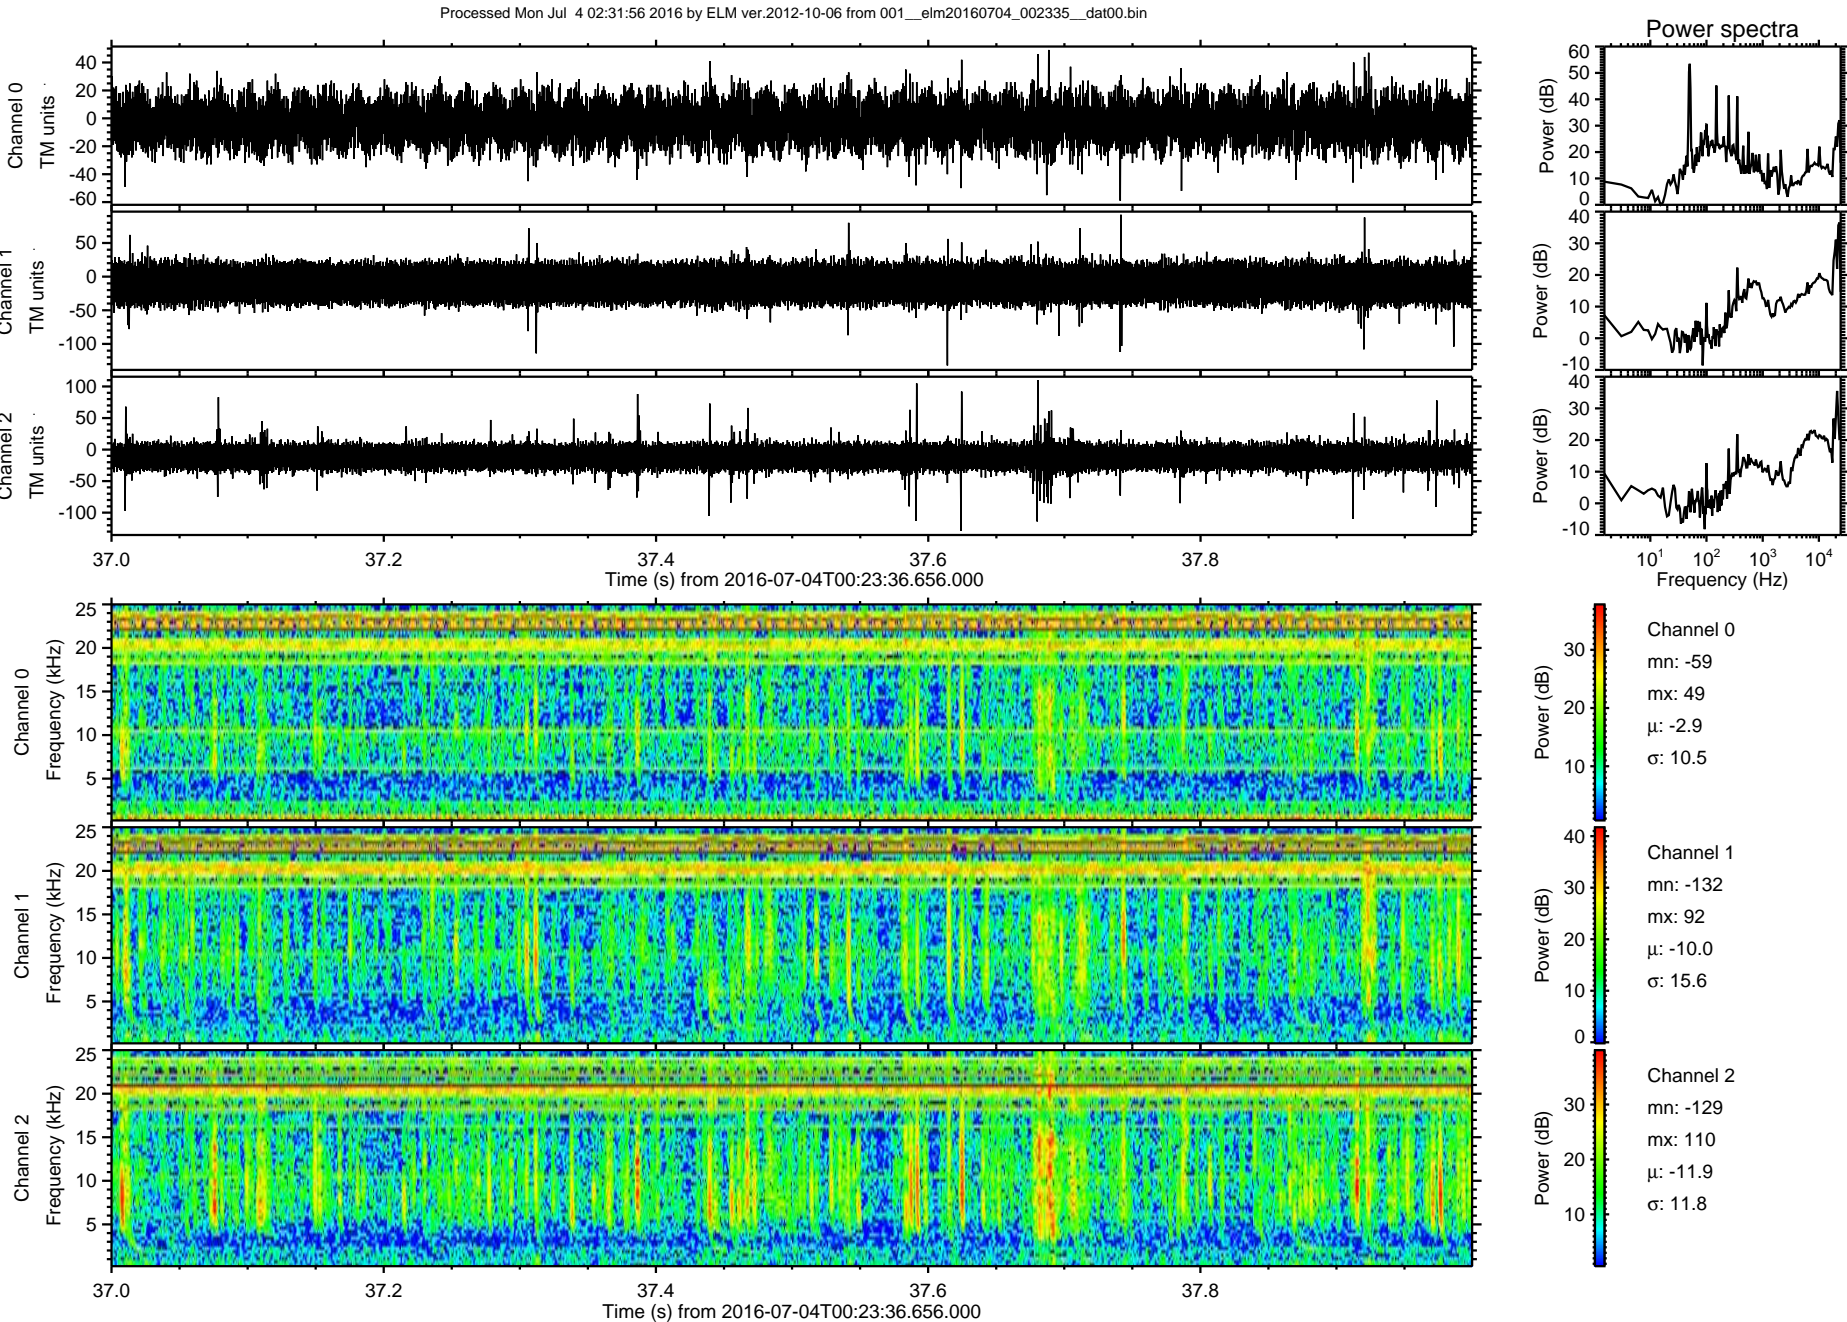 Processed Mon Jul  4 02:31:56 2016 by ELM ver.2012-10-06 from 001__elm20160704_002335__dat00.bin
Power spectra
Channel 0
TM units
40
20
0
-20
-40
-60
Power (dB)
60
50
40
30
20
10
0
Channel 1
TM units
50
0
-50
-100
Power (dB)
40
30
20
10
0
-10
Channel 2
TM units
100
50
0
-50
-100
Power (dB)
40
30
20
10
0
-10
37.0 37.2 37.4 37.6 37.8
Time (s) from 2016-07-04T00:23:36.656.000
10¹ 10² 10³ 10⁴
Frequency (Hz)
Channel 0
Frequency (kHz)
25
20
15
10
5
Power (dB)
30
20
10
Channel 0
mn: -59
mx: 49
μ: -2.9
σ: 10.5
Channel 1
Frequency (kHz)
25
20
15
10
5
Power (dB)
40
30
20
10
0
Channel 1
mn: -132
mx: 92
μ: -10.0
σ: 15.6
Channel 2
Frequency (kHz)
25
20
15
10
5
Power (dB)
30
20
10
Channel 2
mn: -129
mx: 110
μ: -11.9
σ: 11.8
37.0 37.2 37.4 37.6 37.8
Time (s) from 2016-07-04T00:23:36.656.000